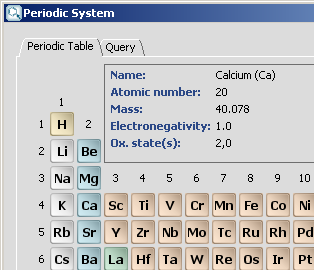 Periodic System
Periodic Table Query
Name: Calcium (Ca)
Atomic number: 20
Mass: 40.078
Electronegativity: 1.0
Ox. state(s): 2,0
1
1 H 2
2 Li Be
3 Na Mg 3 4 5 6 7 8 9 10
4 K Ca Sc Ti V Cr Mn Fe Co Ni
5 Rb Sr Y Zr Nb Mo Tc Ru Rh Pd
6 Cs Ba La Hf Ta W Re Os Ir Pt